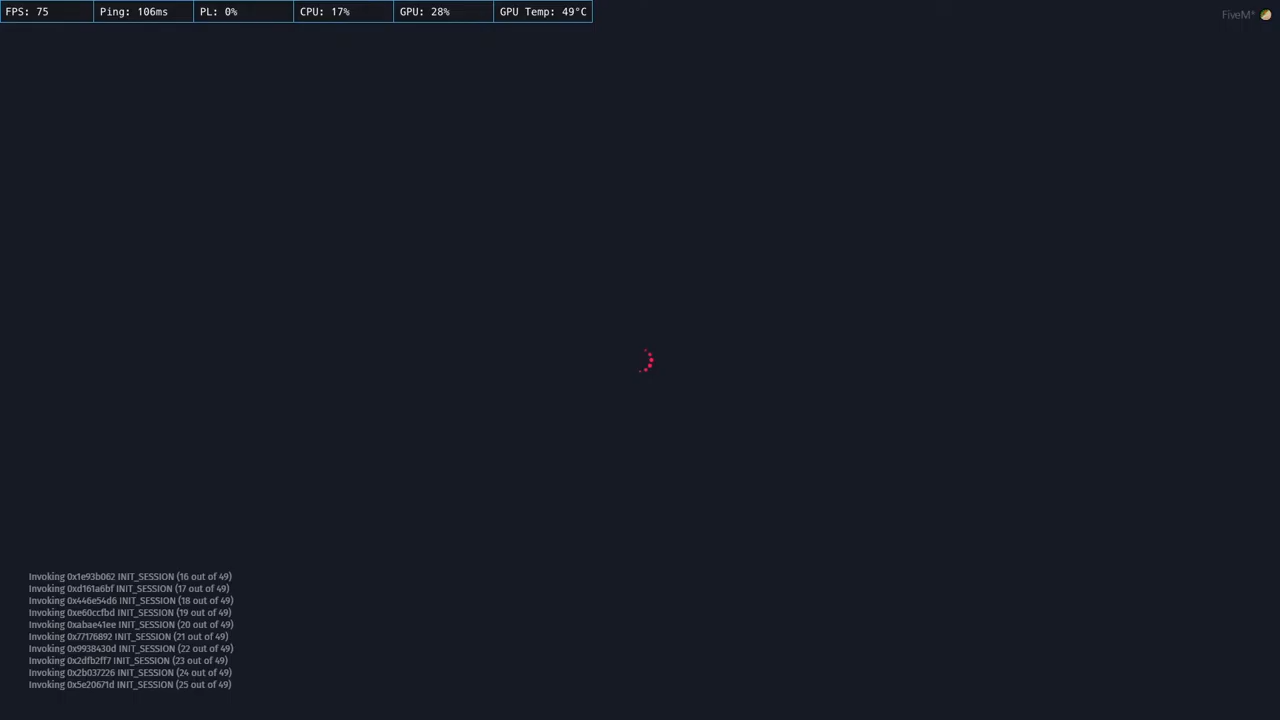 FPS: 75 Ping: 106ms PL: 0% CPU: 17% GPU: 28% GPU Temp: 49°C
FiveM*
Invoking 0x1e93b062 INIT_SESSION (16 out of 49)
Invoking 0xd161a6bf INIT_SESSION (17 out of 49)
Invoking 0x446e54d6 INIT_SESSION (18 out of 49)
Invoking 0xe60ccfbd INIT_SESSION (19 out of 49)
Invoking 0xabae41ee INIT_SESSION (20 out of 49)
Invoking 0x77176892 INIT_SESSION (21 out of 49)
Invoking 0x9938430d INIT_SESSION (22 out of 49)
Invoking 0x2dfb2ff7 INIT_SESSION (23 out of 49)
Invoking 0x2b037226 INIT_SESSION (24 out of 49)
Invoking 0x5e20671d INIT_SESSION (25 out of 49)